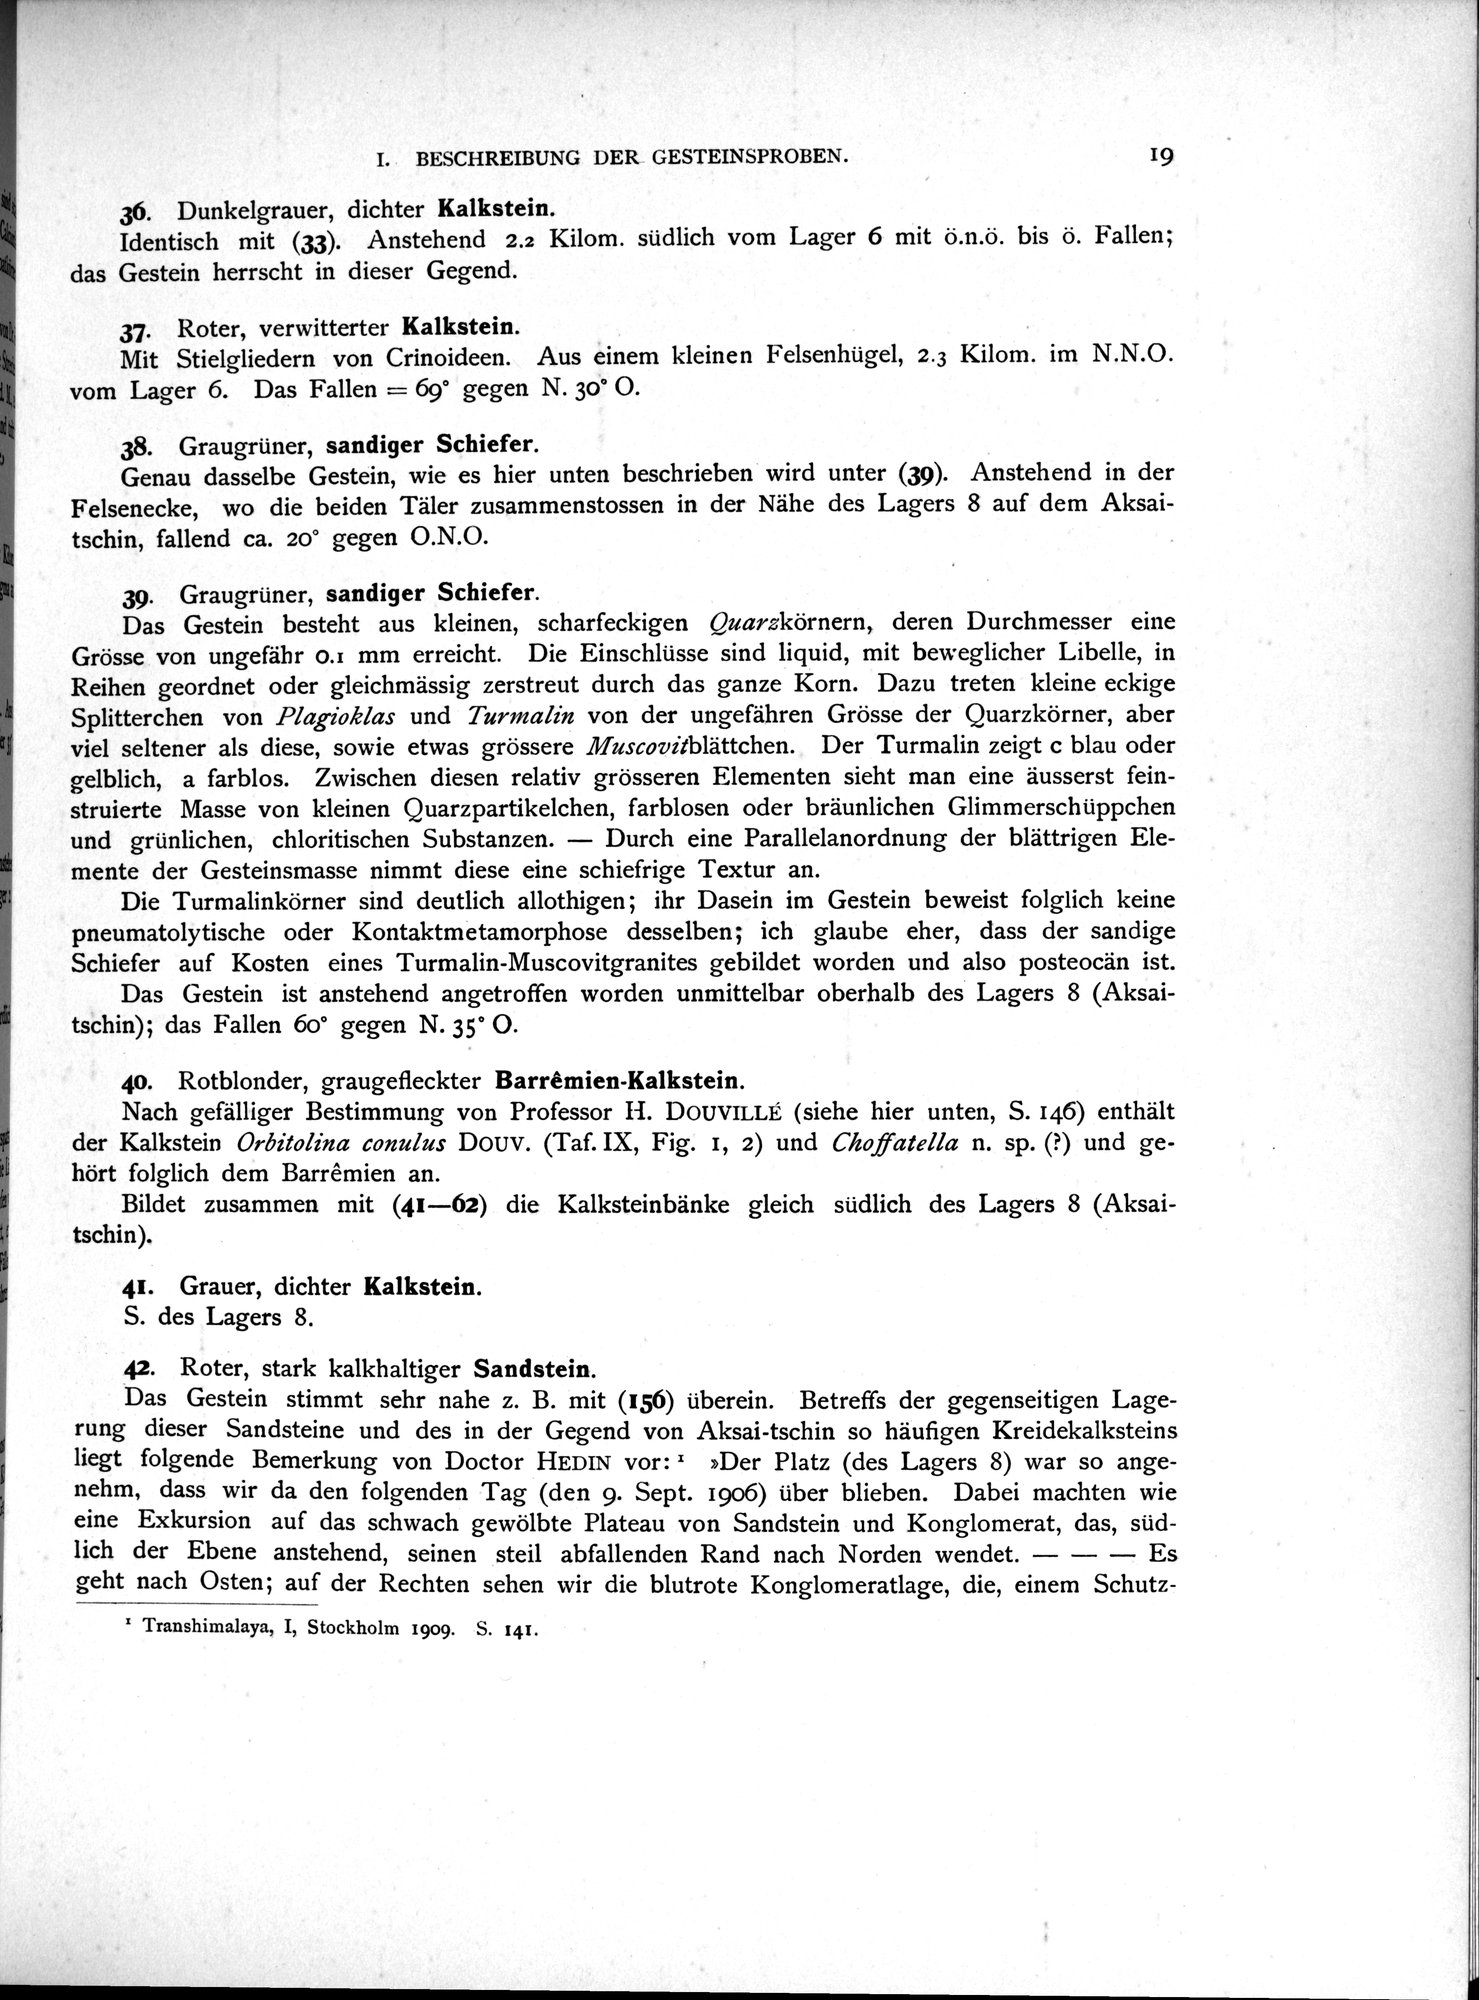 I. BESCHREIBUNG DER GESTEINSPROBEN. 19
36. Dunkelgrauer, dichter Kalkstein.
Identisch mit (33). Anstehend 2.2 Kilom. südlich vom Lager 6 mit ö.n.ö. bis ö. Fallen;
das Gestein herrscht in dieser Gegend.
37. Roter, verwitterter Kalkstein.
Mit Stielgliedern von Crinoideen. Aus einem kleinen Felsenhügel, 2.3 Kilom. im N.N.O.
vom Lager 6. Das Fallen = 69° gegen N. 30° O.
38. Graugrüner, sandiger Schiefer.
Genau dasselbe Gestein, wie es hier unten beschrieben wird unter (39). Anstehend in der
Felsenecke, wo die beiden Täler zusammenstossen in der Nähe des Lagers 8 auf dem Aksai-
tschin, fallend ca. 20° gegen O.N.O.
39. Graugrüner, sandiger Schiefer.
Das Gestein besteht aus kleinen, scharfeckigen Quarzkörnern, deren Durchmesser eine
Grösse von ungefähr 0.1 mm erreicht. Die Einschlüsse sind liquid, mit beweglicher Libelle, in
Reihen geordnet oder gleichmässig zerstreut durch das ganze Korn. Dazu treten kleine eckige
Splitterchen von Plagioklas und Turmalin von der ungefähren Grösse der Quarzkörner, aber
viel seltener als diese, sowie etwas grössere Muscovitblättchen. Der Turmalin zeigt c blau oder
gelblich, a farblos. Zwischen diesen relativ grösseren Elementen sieht man eine äusserst fein-
struierte Masse von kleinen Quarzpartikelchen, farblosen oder bräunlichen Glimmerschüppchen
und grünlichen, chloritischen Substanzen. — Durch eine Parallelanordnung der blättrigen Ele-
mente der Gesteinsmasse nimmt diese eine schiefrige Textur an.
Die Turmalinkörner sind deutlich allothigen; ihr Dasein im Gestein beweist folglich keine
pneumatolytische oder Kontaktmetamorphose desselben; ich glaube eher, dass der sandige
Schiefer auf Kosten eines Turmalin-Muscovitgranites gebildet worden und also posteocän ist.
Das Gestein ist anstehend angetroffen worden unmittelbar oberhalb des Lagers 8 (Aksai-
tschin); das Fallen 60° gegen N. 35° O.
40. Rotblonder, graugefleckter Barrêmien-Kalkstein.
Nach gefälliger Bestimmung von Professor H. DOUVILLÉ (siehe hier unten, S. 146) enthält
der Kalkstein Orbitolina conulus DOUV. (Taf. IX, Fig. 1, 2) und Choffatella n. sp. (?) und ge-
hört folglich dem Barrêmien an.
Bildet zusammen mit (41—62) die Kalksteinbänke gleich südlich des Lagers 8 (Aksai-
tschin).
41. Grauer, dichter Kalkstein.
S. des Lagers 8.
42. Roter, stark kalkhaltiger Sandstein.
Das Gestein stimmt sehr nahe z. B. mit (156) überein. Betreffs der gegenseitigen Lage-
rung dieser Sandsteine und des in der Gegend von Aksai-tschin so häufigen Kreidekalksteins
liegt folgende Bemerkung von Doctor HEDIN vor: ¹ »Der Platz (des Lagers 8) war so ange-
nehm, dass wir da den folgenden Tag (den 9. Sept. 1906) über blieben. Dabei machten wie
eine Exkursion auf das schwach gewölbte Plateau von Sandstein und Konglomerat, das, süd-
lich der Ebene anstehend, seinen steil abfallenden Rand nach Norden wendet. — — — Es
geht nach Osten; auf der Rechten sehen wir die blutrote Konglomeratlage, die, einem Schutz-
¹ Transhimalaya, I, Stockholm 1909. S. 141.